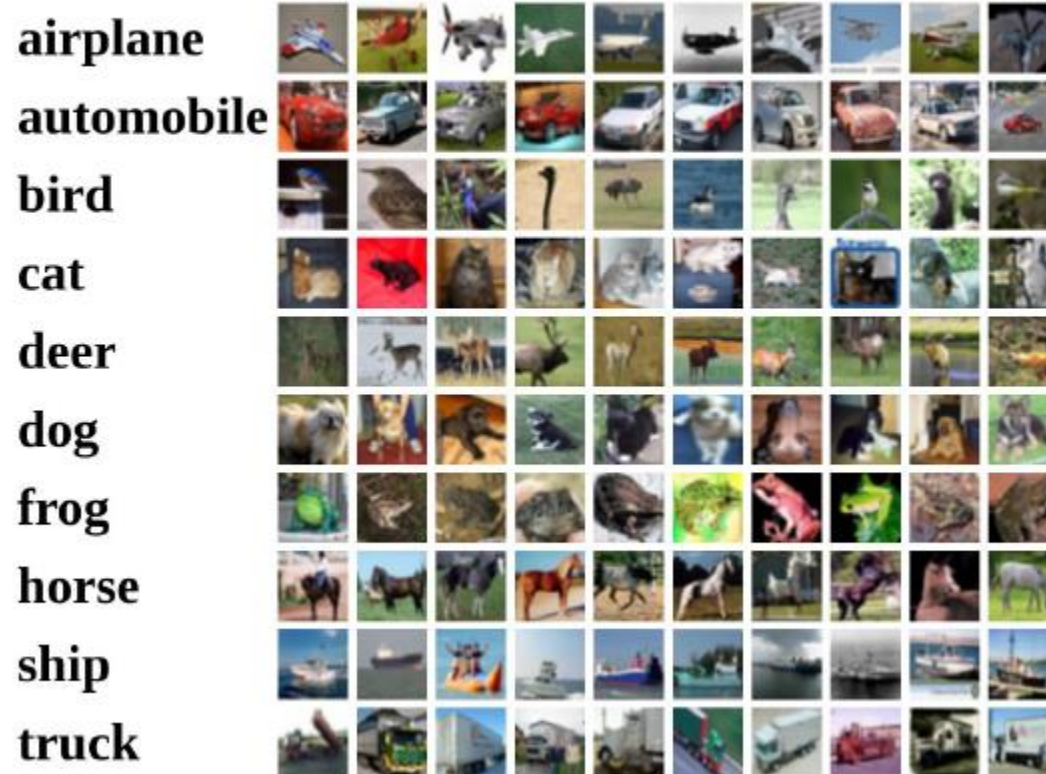 airplane
automobile
bird
cat
deer
dog
frog
horse
ship
truck